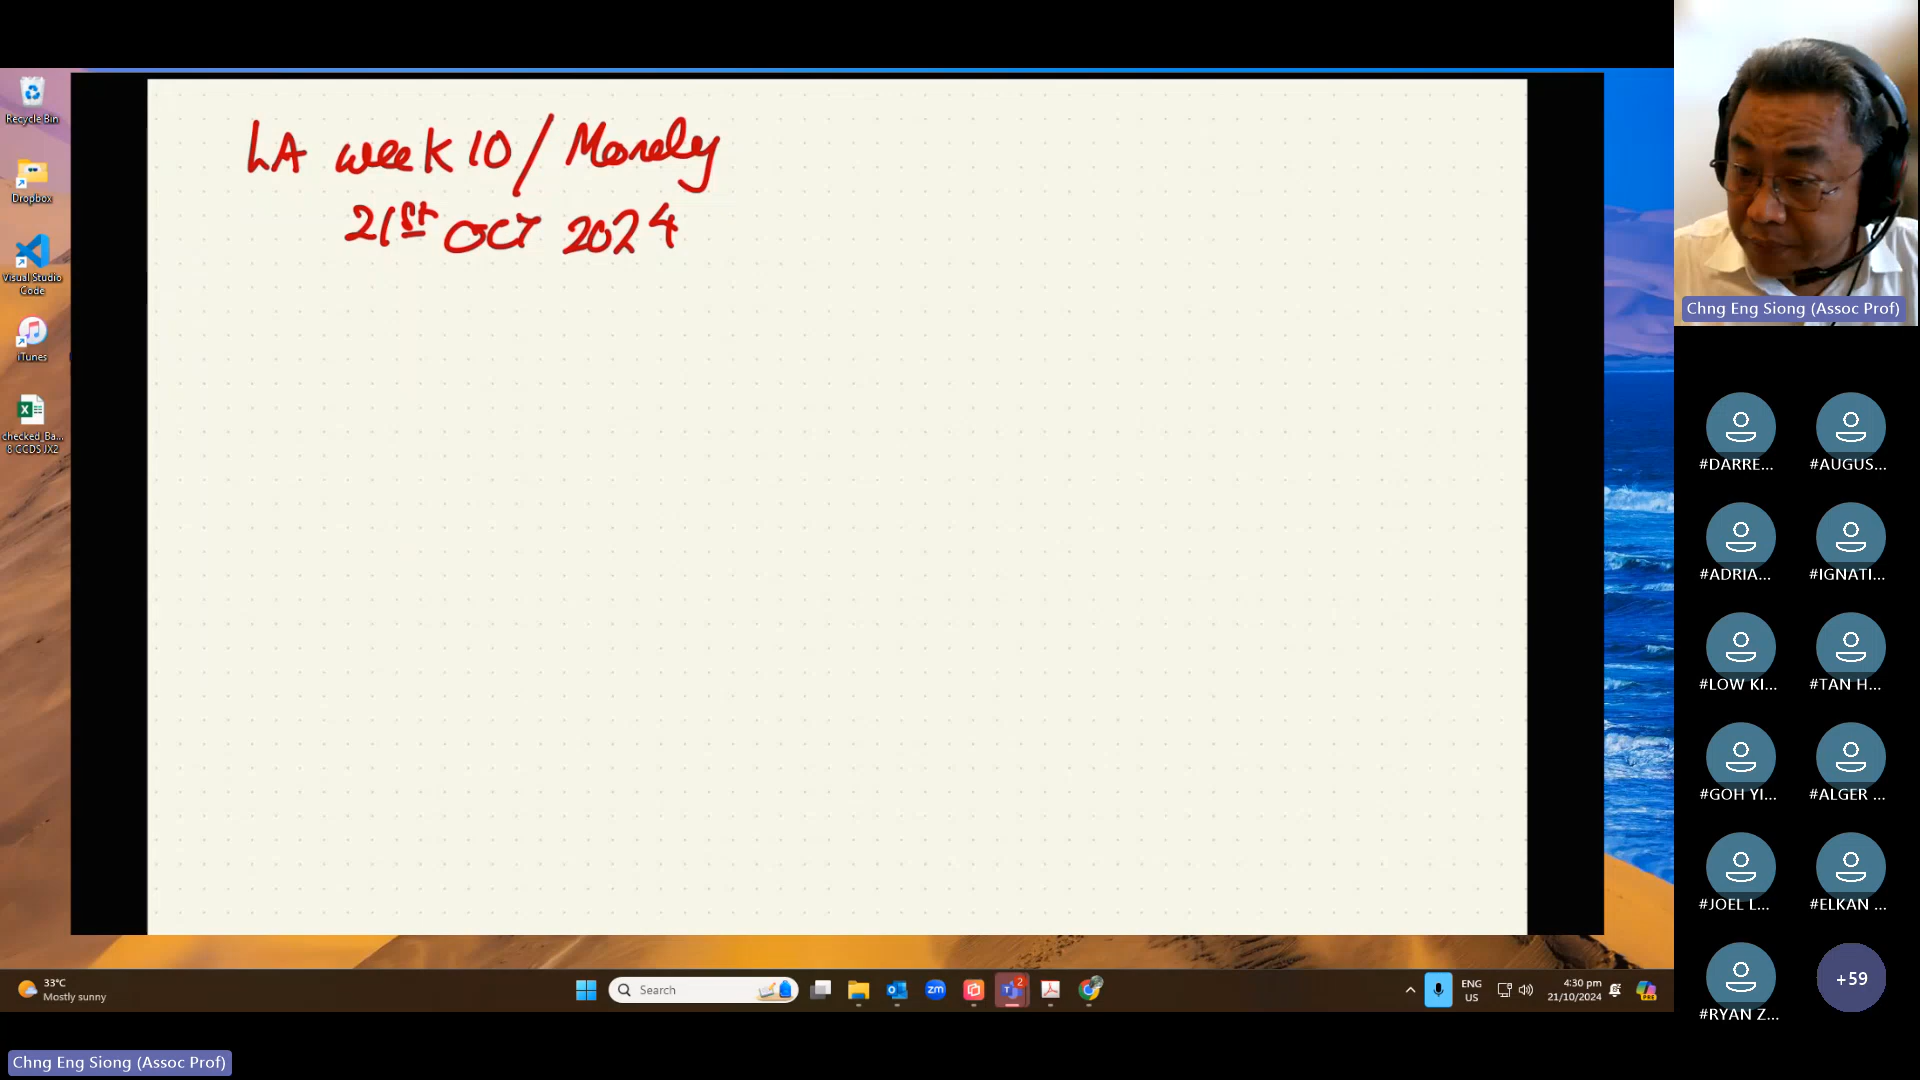 Recycle Bin
Dropbox
Visual Studio
Code
iTunes
checked_Ba...
8 CCDS JX2
LA week 10 / Monday
21st OCT 2024
Chng Eng Siong (Assoc Prof)
#DARRE...
#AUGUS...
#ADRIA...
#IGNATI...
#LOW KI...
#TAN H...
#GOH YI...
#ALGER ...
#JOEL L...
#ELKAN ...
#RYAN Z...
+59
33°C
Mostly sunny
Search
zm
2
ENG
US
4:30 pm
21/10/2024
Chng Eng Siong (Assoc Prof)